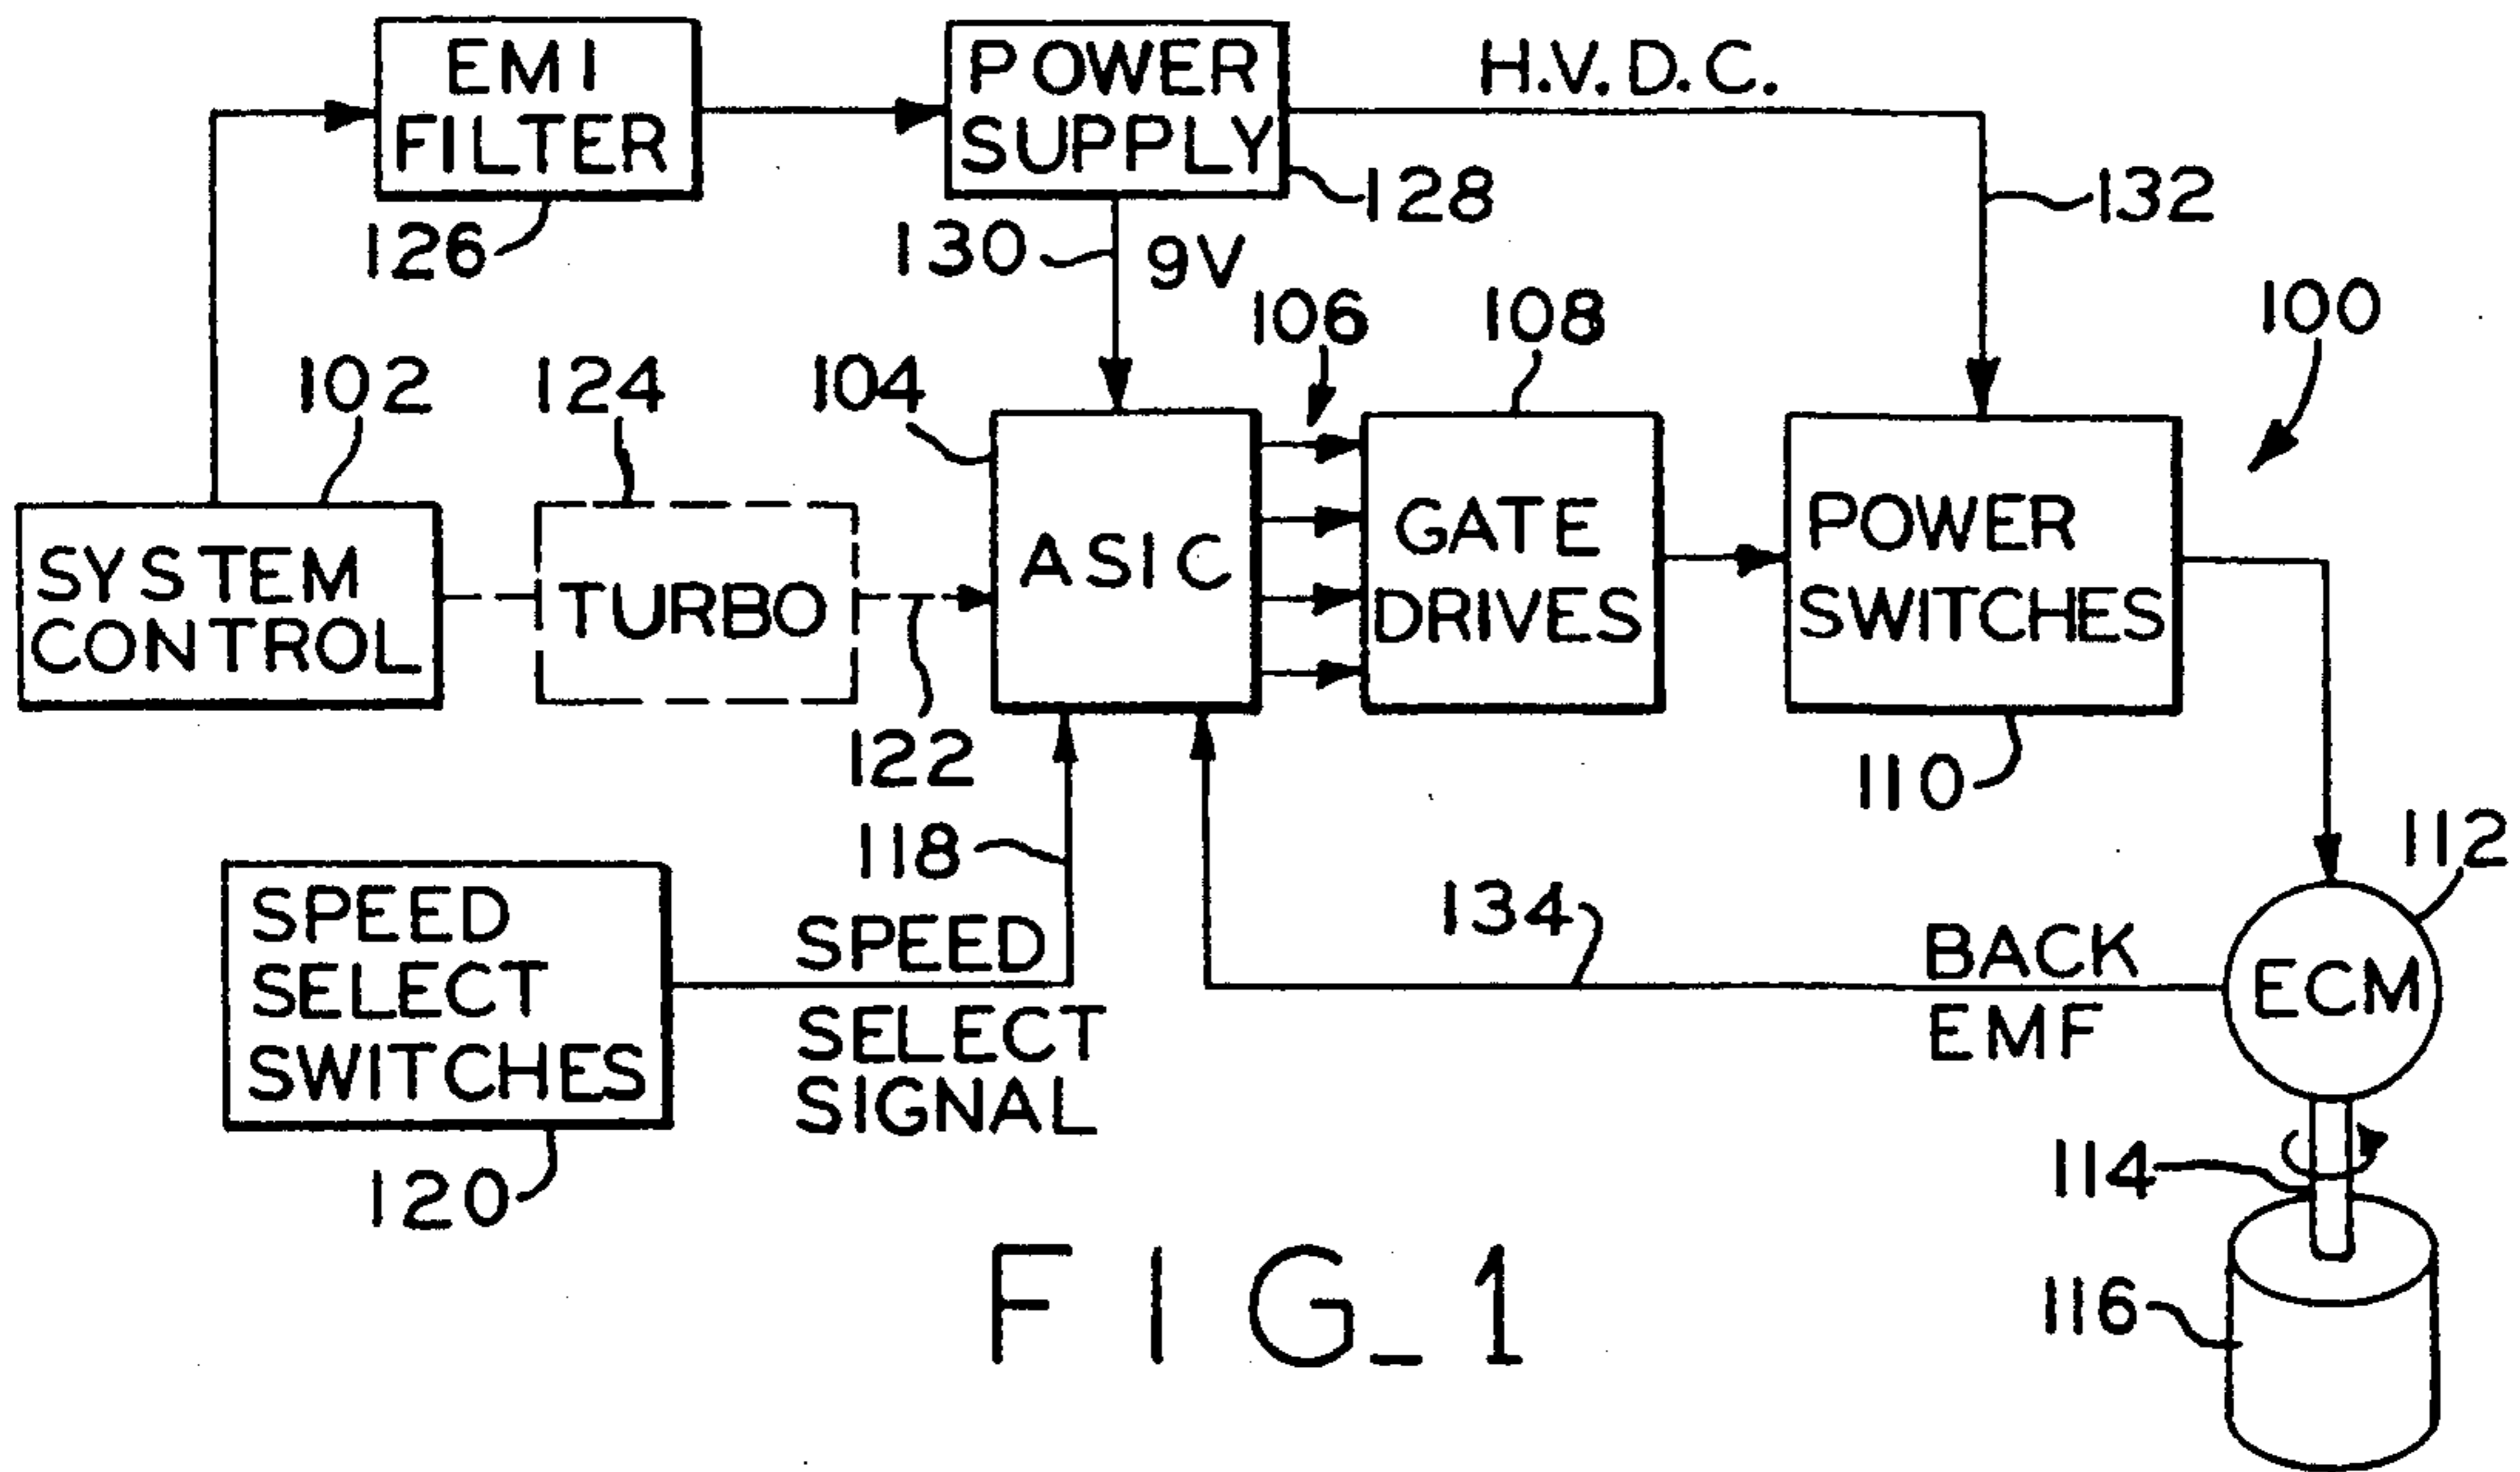 EMI
FILTER
126
POWER
SUPPLY
128
H.V.D.C.
132
130
9V
100
102
124
104
106
108
SYSTEM
CONTROL
TURBO
122
ASIC
GATE
DRIVES
POWER
SWITCHES
110
118
112
SPEED
SELECT
SWITCHES
120
SPEED
SELECT
SIGNAL
134
BACK
EMF
ECM
114
116
FIG_1